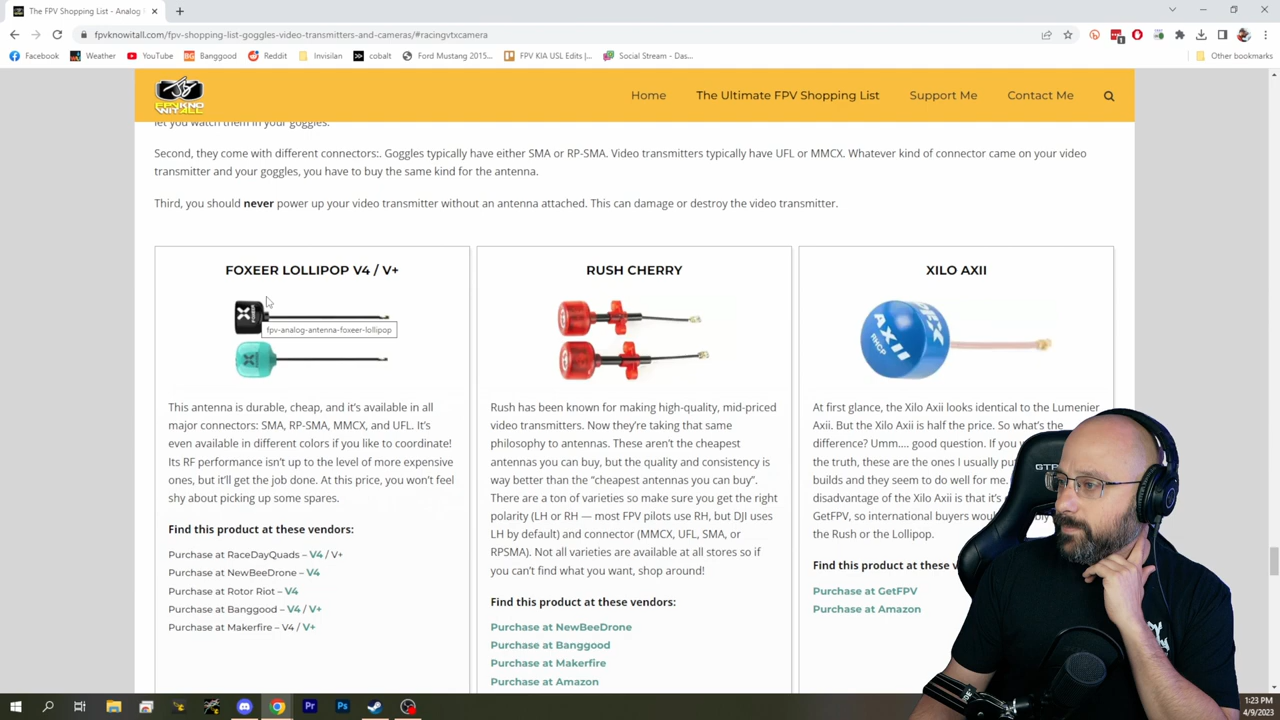 The FPV Shopping List - Analog
fpvknowitall.com/fpv-shopping-list-goggles-video-transmitters-and-cameras/#racingvtxcamera
Facebook Weather YouTube Banggood Reddit Invisilan cobalt Ford Mustang 2015... FPV KIA USL Edits |... Social Stream - Das... Other bookmarks
FPVKNOWITALL
Home The Ultimate FPV Shopping List Support Me Contact Me
let you watch them in your goggles.
Second, they come with different connectors:. Goggles typically have either SMA or RP-SMA. Video transmitters typically have UFL or MMCX. Whatever kind of connector came on your video
transmitter and your goggles, you have to buy the same kind for the antenna.
Third, you should never power up your video transmitter without an antenna attached. This can damage or destroy the video transmitter.
FOXEER LOLLIPOP V4 / V+
fpv-analog-antenna-foxeer-lollipop
This antenna is durable, cheap, and it's available in all
major connectors: SMA, RP-SMA, MMCX, and UFL. It's
even available in different colors if you like to coordinate!
Its RF performance isn't up to the level of more expensive
ones, but it'll get the job done. At this price, you won't feel
shy about picking up some spares.
Find this product at these vendors:
Purchase at RaceDayQuads – V4 / V+
Purchase at NewBeeDrone – V4
Purchase at Rotor Riot – V4
Purchase at Banggood – V4 / V+
Purchase at Makerfire – V4 / V+
RUSH CHERRY
Rush has been known for making high-quality, mid-priced
video transmitters. Now they're taking that same
philosophy to antennas. These aren't the cheapest
antennas you can buy, but the quality and consistency is
way better than the "cheapest antennas you can buy".
There are a ton of varieties so make sure you get the right
polarity (LH or RH — most FPV pilots use RH, but DJI uses
LH by default) and connector (MMCX, UFL, SMA, or
RPSMA). Not all varieties are available at all stores so if
you can't find what you want, shop around!
Find this product at these vendors:
Purchase at NewBeeDrone
Purchase at Banggood
Purchase at Makerfire
Purchase at Amazon
XILO AXII
AXII
RHCP
At first glance, the Xilo Axii looks identical to the Lumenier
Axii. But the Xilo Axii is half the price. So what's the
difference? Umm.... good question. If you
the truth, these are the ones I usually put
builds and they seem to do well for me.
disadvantage of the Xilo Axii is that it's
GetFPV, so international buyers
the Rush or the Lollipop.
Find this product at these
Purchase at GetFPV
Purchase at Amazon
GTP
1:23 PM
4/9/2023